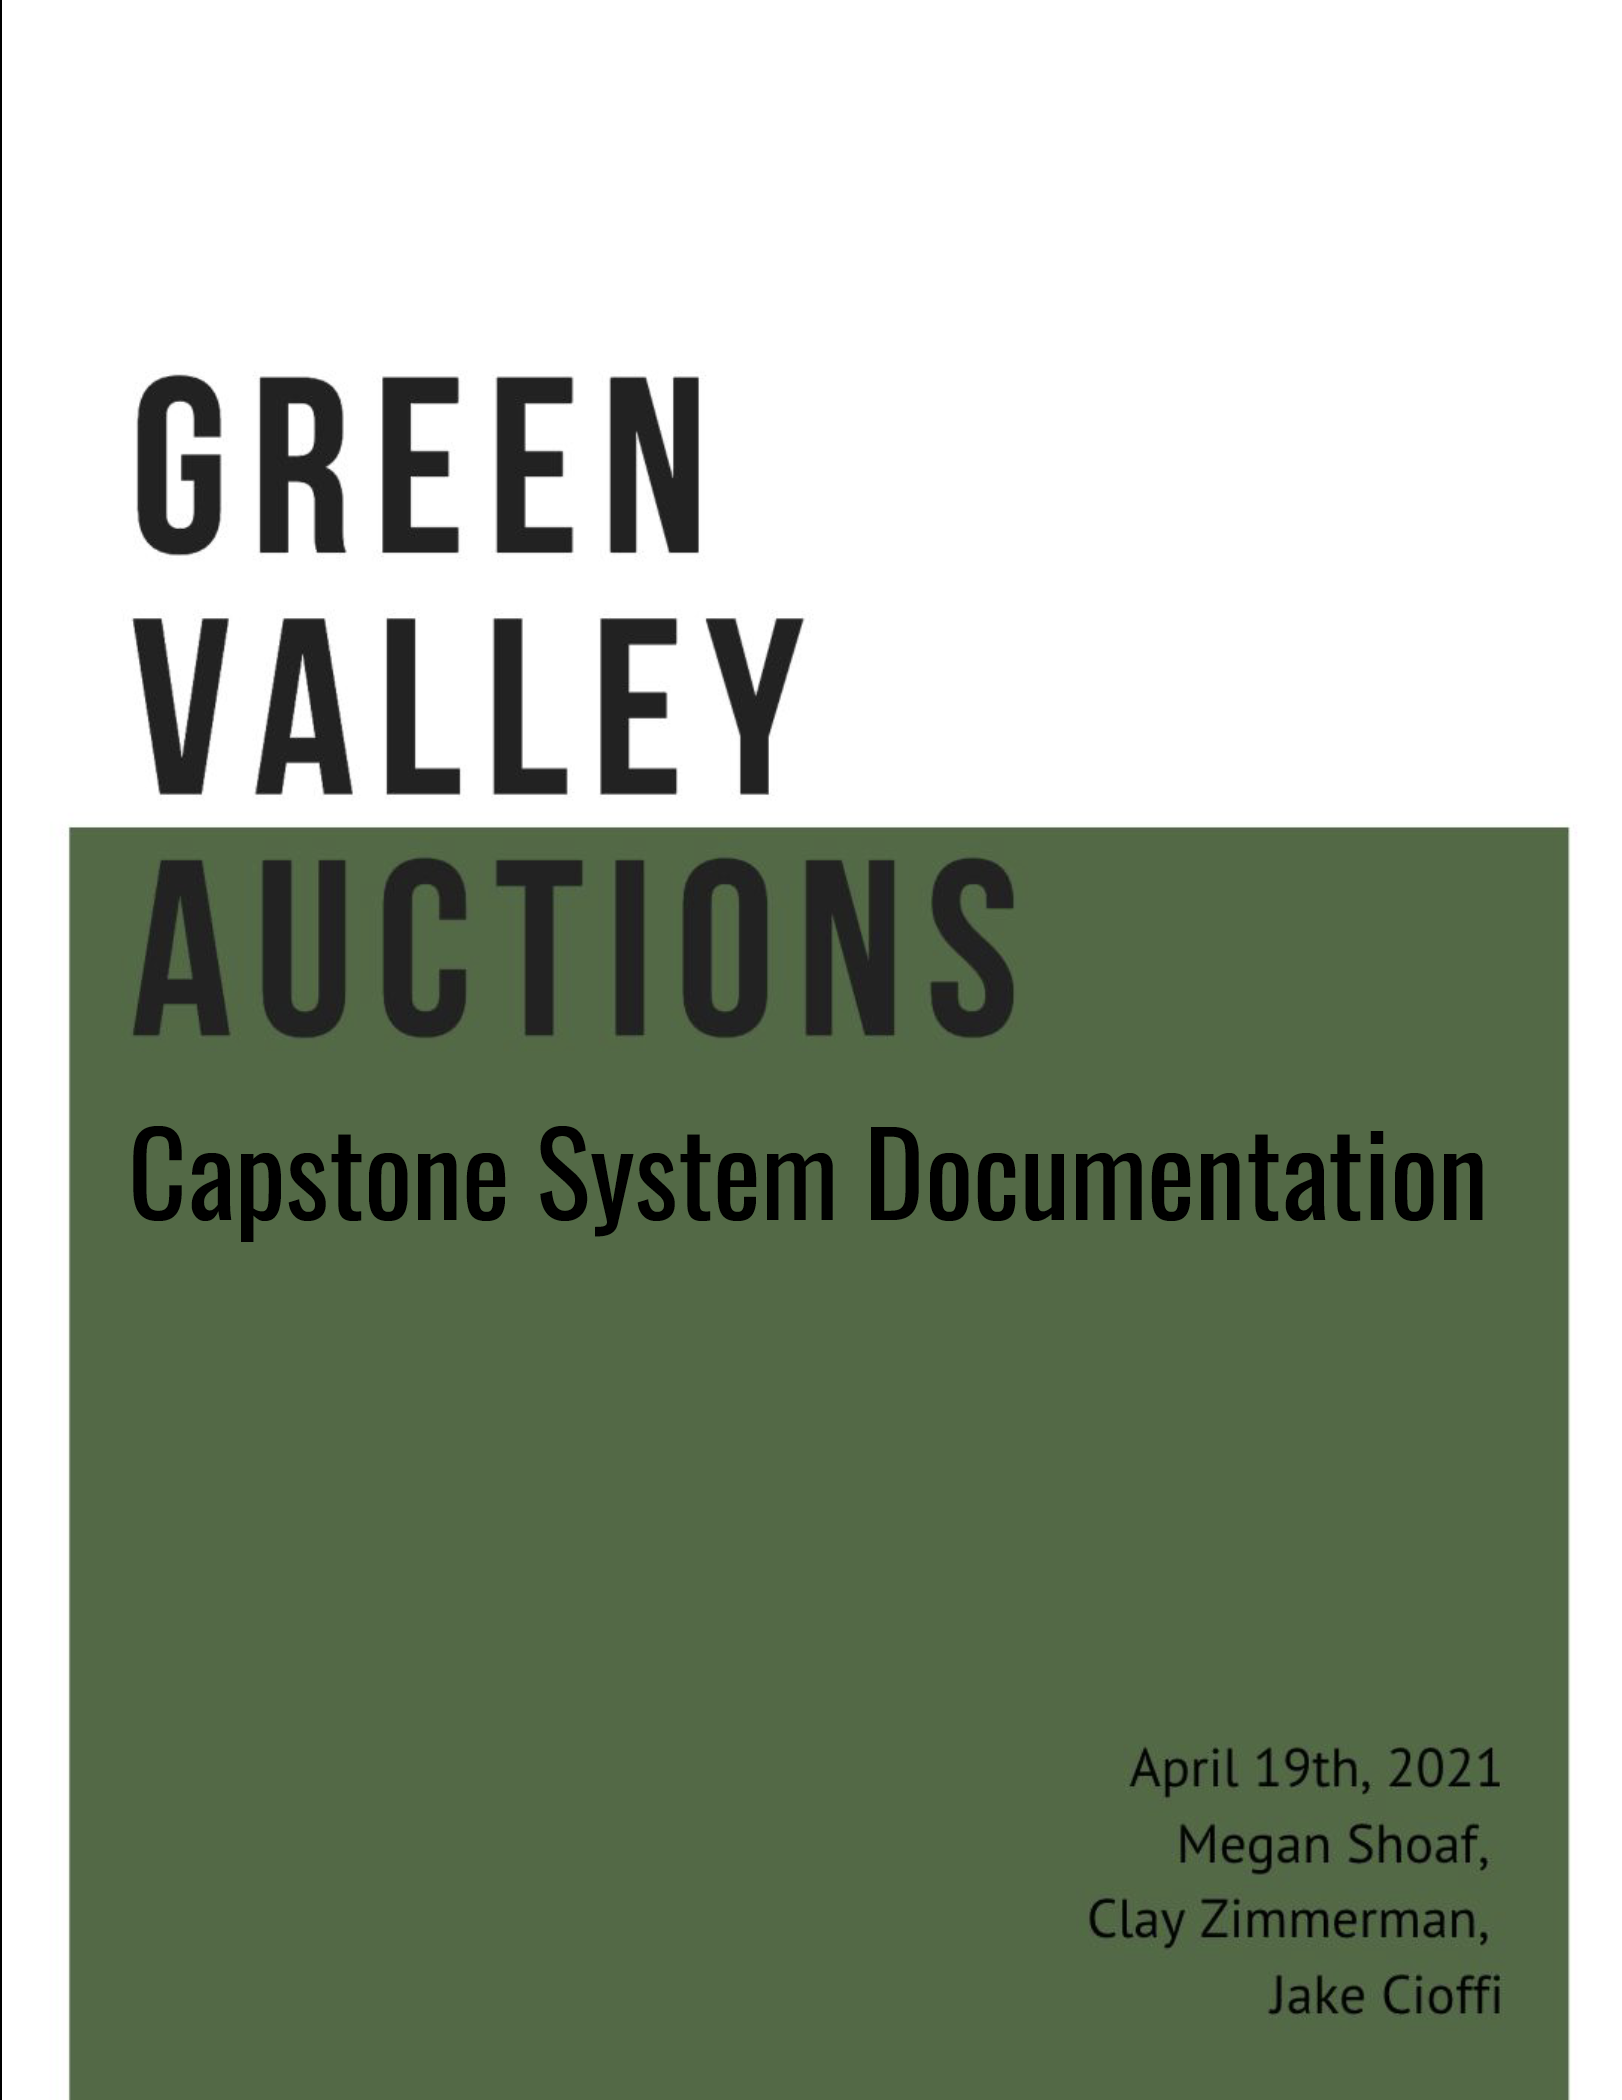 GREEN
VALLEY
AUCTIONS
Capstone System Documentation
April 19th, 2021
Megan Shoaf,
Clay Zimmerman,
Jake Cioffi